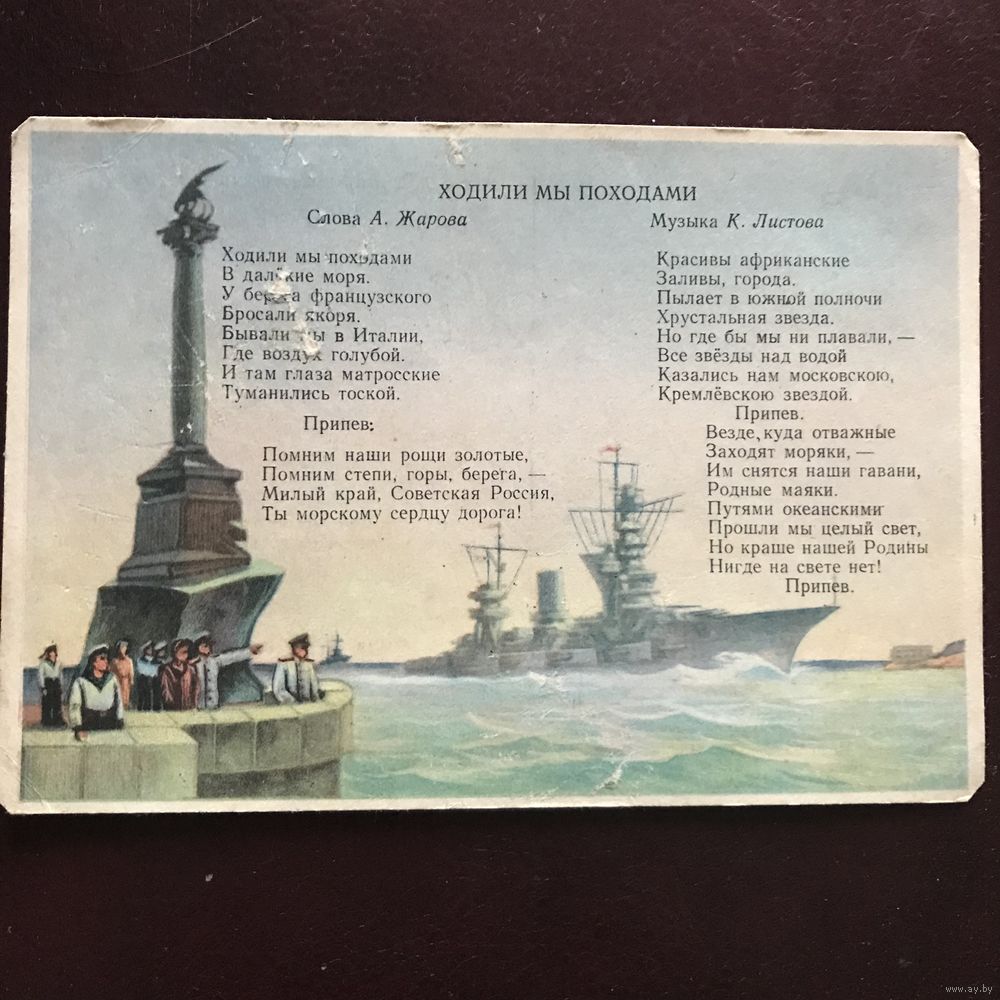 ХОДИЛИ МЫ ПОХОДАМИ
Слова А. Жарова
Музыка К. Листова
Ходили мы походами
В далёкие моря.
У берега французского
Бросали якоря.
Бывали мы в Италии,
Где воздух голубой.
И там глаза матросские
Туманились тоской.
Припев:
Помним наши рощи золотые,
Помним степи, горы, берега, —
Милый край, Советская Россия,
Ты морскому сердцу дорога!
Красивы африканские
Заливы, города.
Пылает в южной полночи
Хрустальная звезда.
Но где бы мы ни плавали, —
Все звёзды над водой
Казались нам московскою,
Кремлёвскою звездой.
Припев.
Везде, куда отважные
Заходят моряки, —
Им снятся наши гавани,
Родные маяки.
Путями океанскими
Прошли мы целый свет,
Но краше нашей Родины
Нигде на свете нет!
Припев.
www.ay.by